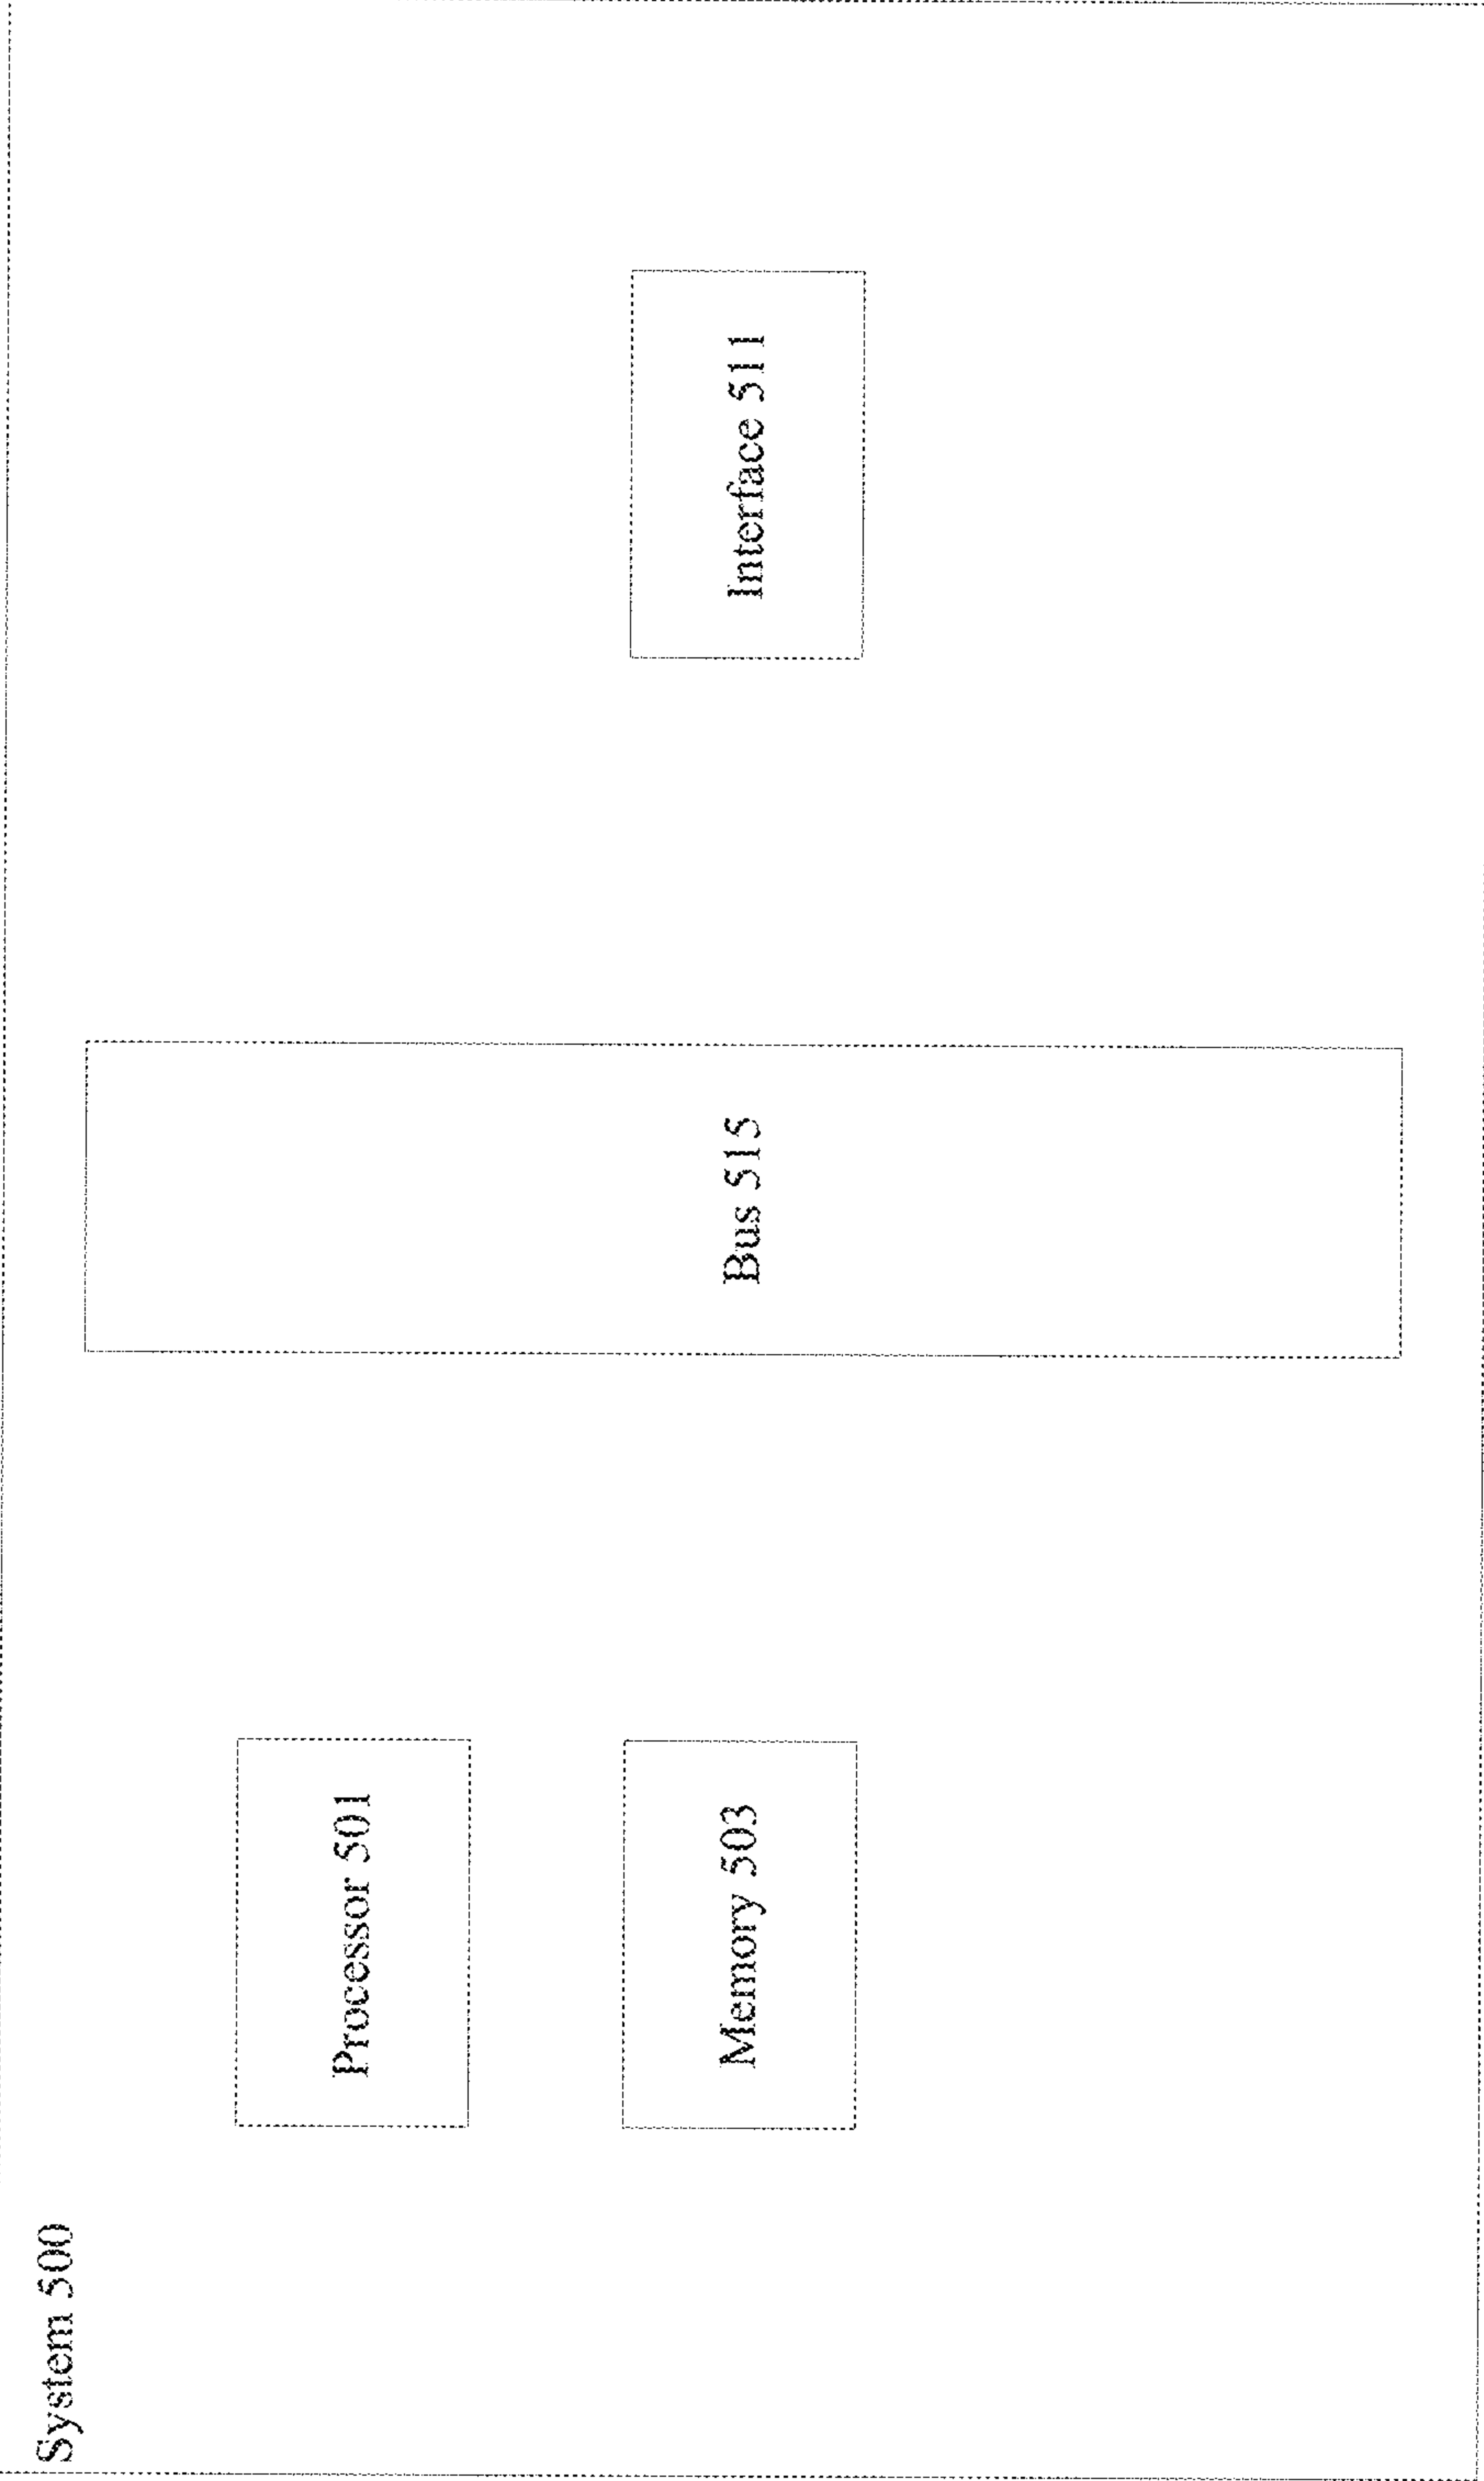 System 500
Processor 501
Memory 503
Bus 515
Interface 511